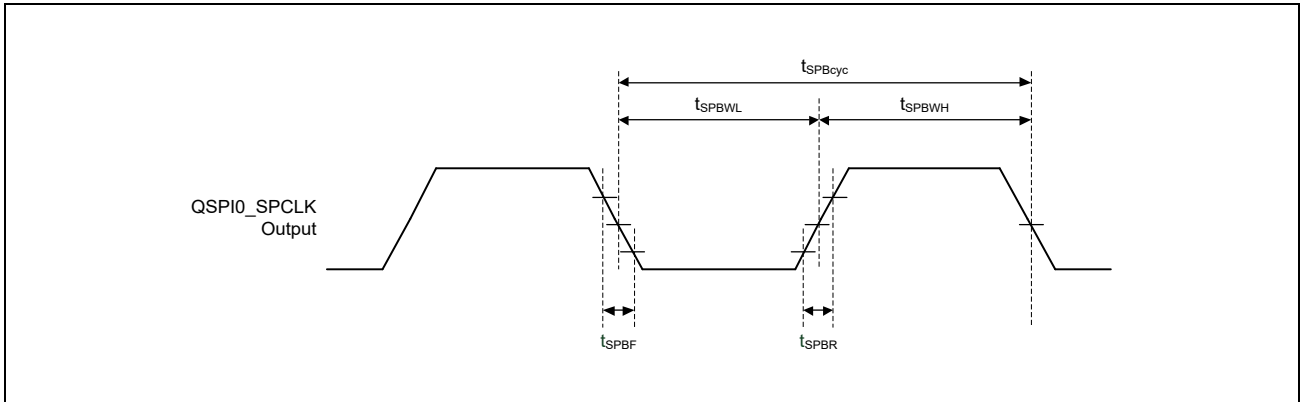 tSPBcyc
tSPBWL
tSPBWH
QSPI0_SPCLK
Output
tSPBF
tSPBR